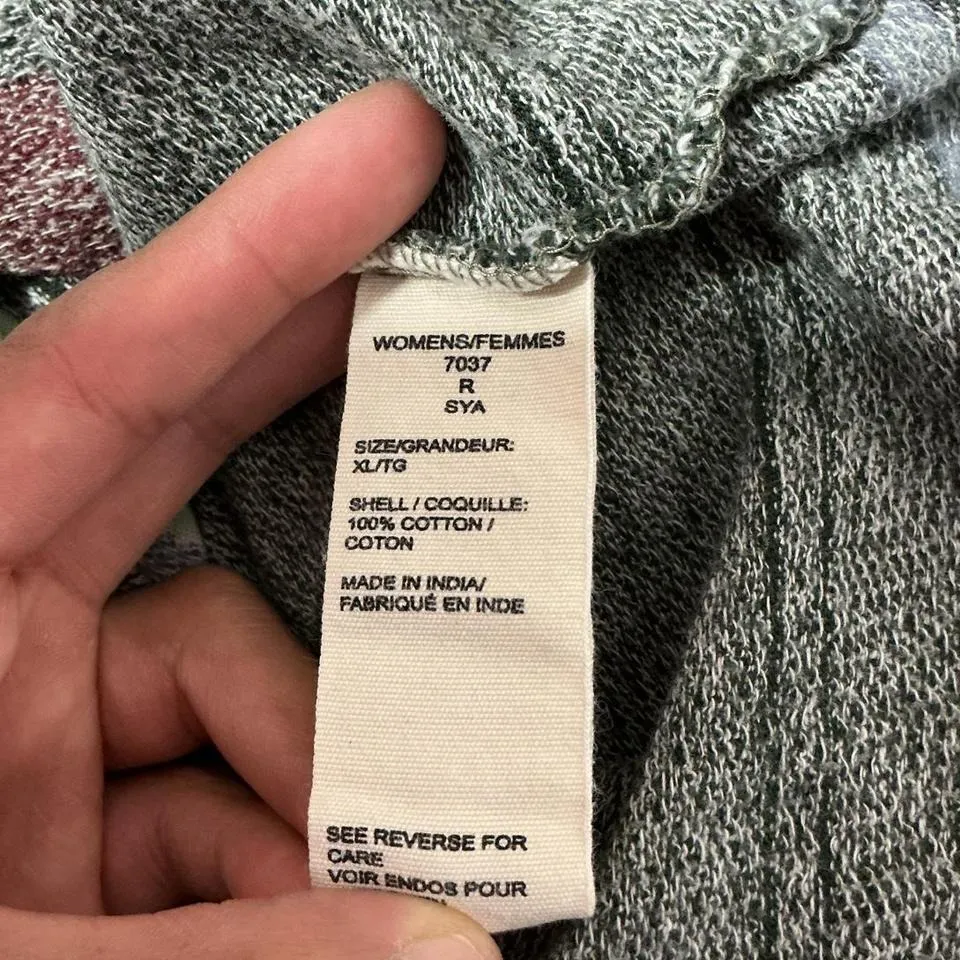 WOMENS/FEMMES
7037
R
SYA
SIZE/GRANDEUR:
XL/TG
SHELL / COQUILLE:
100% COTTON /
COTON
MADE IN INDIA/
FABRIQUÉ EN INDE
SEE REVERSE FOR
CARE
VOIR ENDOS POUR